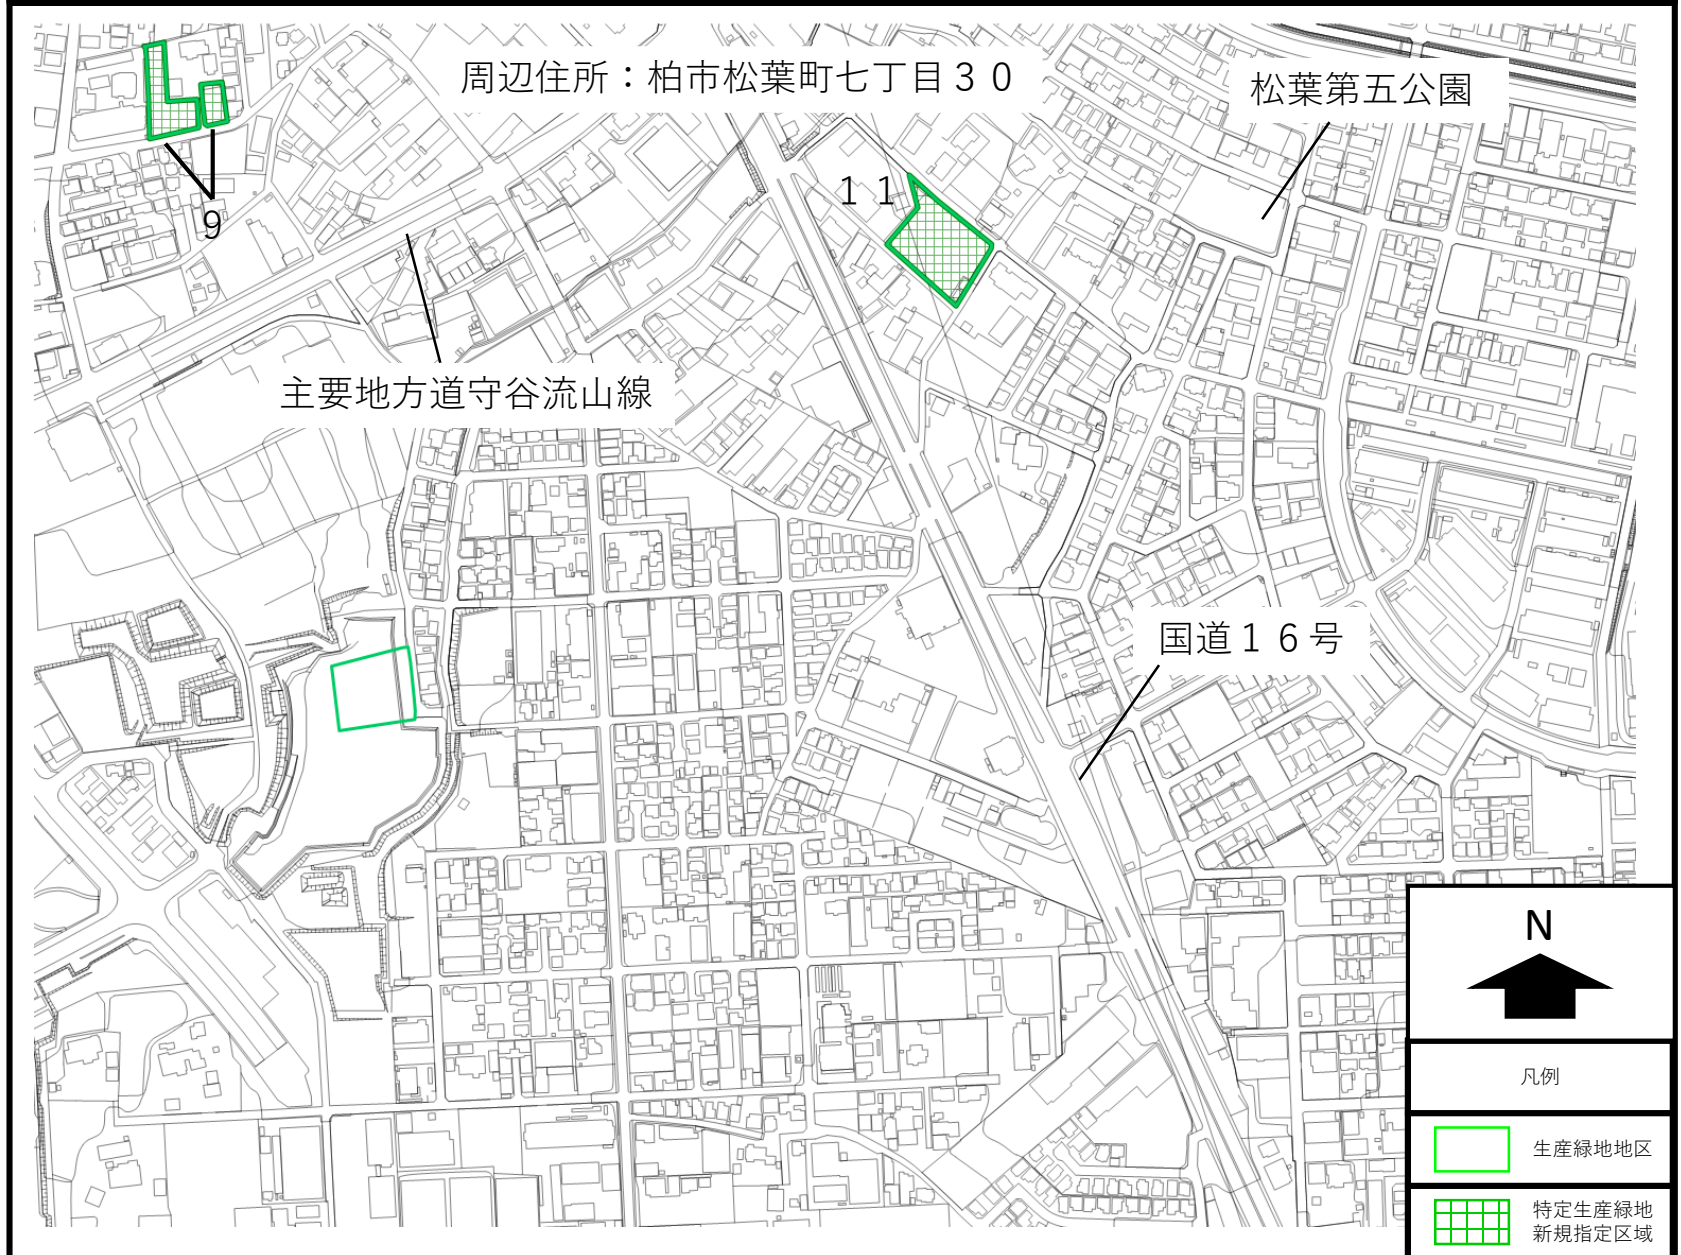 周辺住所：柏市松葉町七丁目３０
松葉第五公園
１１
９
主要地方道守谷流山線
国道１６号
N
凡例
生産緑地地区
特定生産緑地
新規指定区域